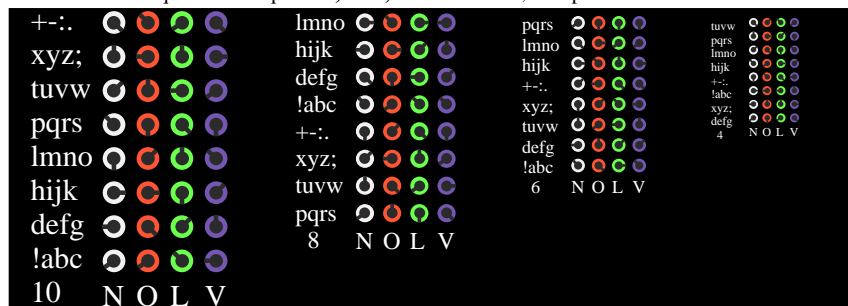 +-:.
xyz;
tuvw
pqrs
lmno
hijk
defg
!abc
10 N O L V
lmno
hijk
defg
!abc
+-:.
xyz;
tuvw
pqrs
8 N O L V
pqrs
lmno
hijk
+-:.
xyz;
tuvw
defg
!abc
6 N O L V
tuvw
pqrs
lmno
hijk
+-:.
!abc
xyz;
defg
4 N O L V